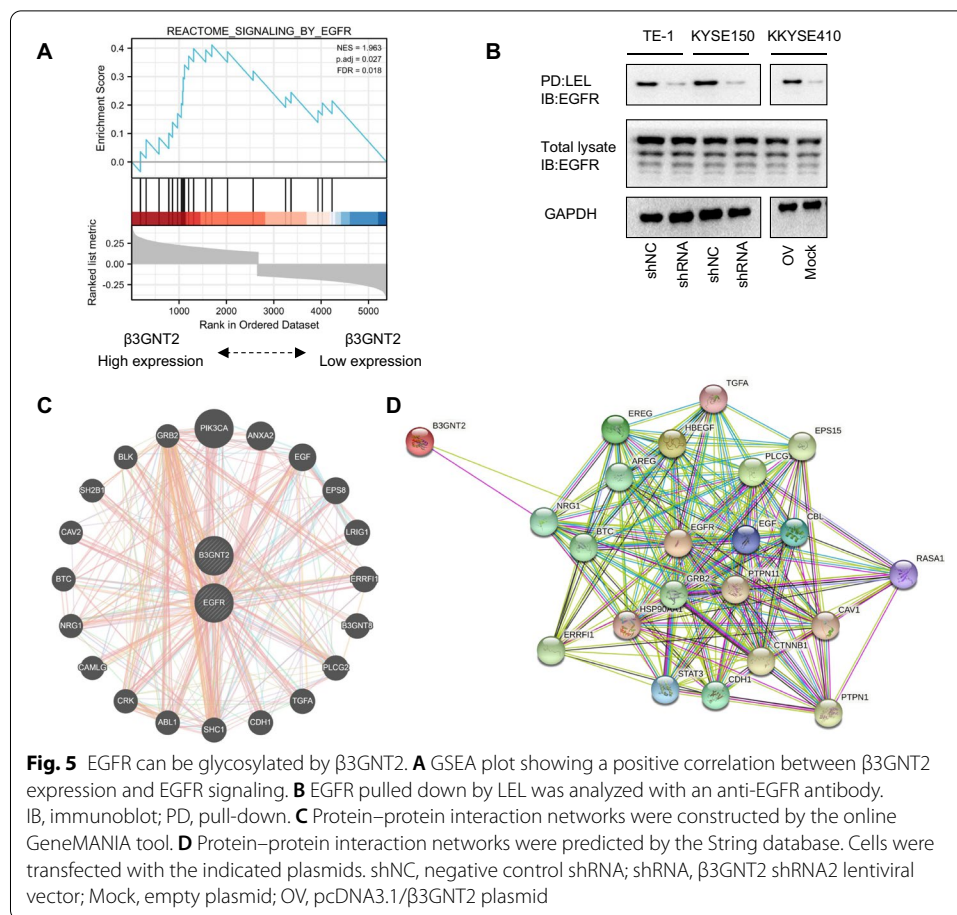 A
REACTOME_SIGNALING_BY_EGFR
NES = 1.963
p.adj = 0.027
FDR = 0.018
Enrichment Score
0.4
0.3
0.2
0.1
0.0
Ranked list metric
0.25
0.00
-0.25
1000 2000 3000 4000 5000
Rank in Ordered Dataset
β3GNT2
High expression
β3GNT2
Low expression
B
TE-1 KYSE150 KKYSE410
PD:LEL
IB:EGFR
Total lysate
IB:EGFR
GAPDH
shNC shRNA shNC shRNA OV Mock
C
PIK3CA
GRB2
ANXA2
BLK
EGF
SH2B1
EPS8
CAV2
LRIG1
B3GNT2
BTC
ERRFI1
EGFR
NRG1
B3GNT8
CAMLG
PLCG2
CRK
TGFA
ABL1
SHC1
CDH1
D
TGFA
B3GNT2
EREG
HBEGF
EPS15
AREG
PLCG1
NRG1
BTC
EGFR
EGF
CBL
RASA1
GRB2
PTPN11
HSP90AA1
CAV1
ERRFI1
CTNNB1
STAT3
CDH1
PTPN1
Fig. 5 EGFR can be glycosylated by β3GNT2. A GSEA plot showing a positive correlation between β3GNT2
expression and EGFR signaling. B EGFR pulled down by LEL was analyzed with an anti-EGFR antibody.
IB, immunoblot; PD, pull-down. C Protein–protein interaction networks were constructed by the online
GeneMANIA tool. D Protein–protein interaction networks were predicted by the String database. Cells were
transfected with the indicated plasmids. shNC, negative control shRNA; shRNA, β3GNT2 shRNA2 lentiviral
vector; Mock, empty plasmid; OV, pcDNA3.1/β3GNT2 plasmid